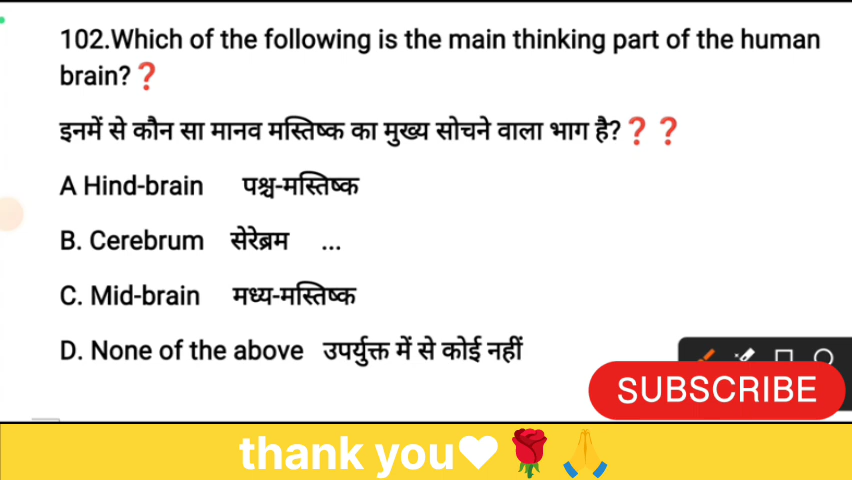 102.Which of the following is the main thinking part of the human
brain?❓
इनमें से कौन सा मानव मस्तिष्क का मुख्य सोचने वाला भाग है?❓❓
A Hind-brain पश्च-मस्तिष्क
B. Cerebrum सेरेब्रम ...
C. Mid-brain मध्य-मस्तिष्क
D. None of the above उपर्युक्त में से कोई नहीं
SUBSCRIBE
thank you🤍🌹🙏